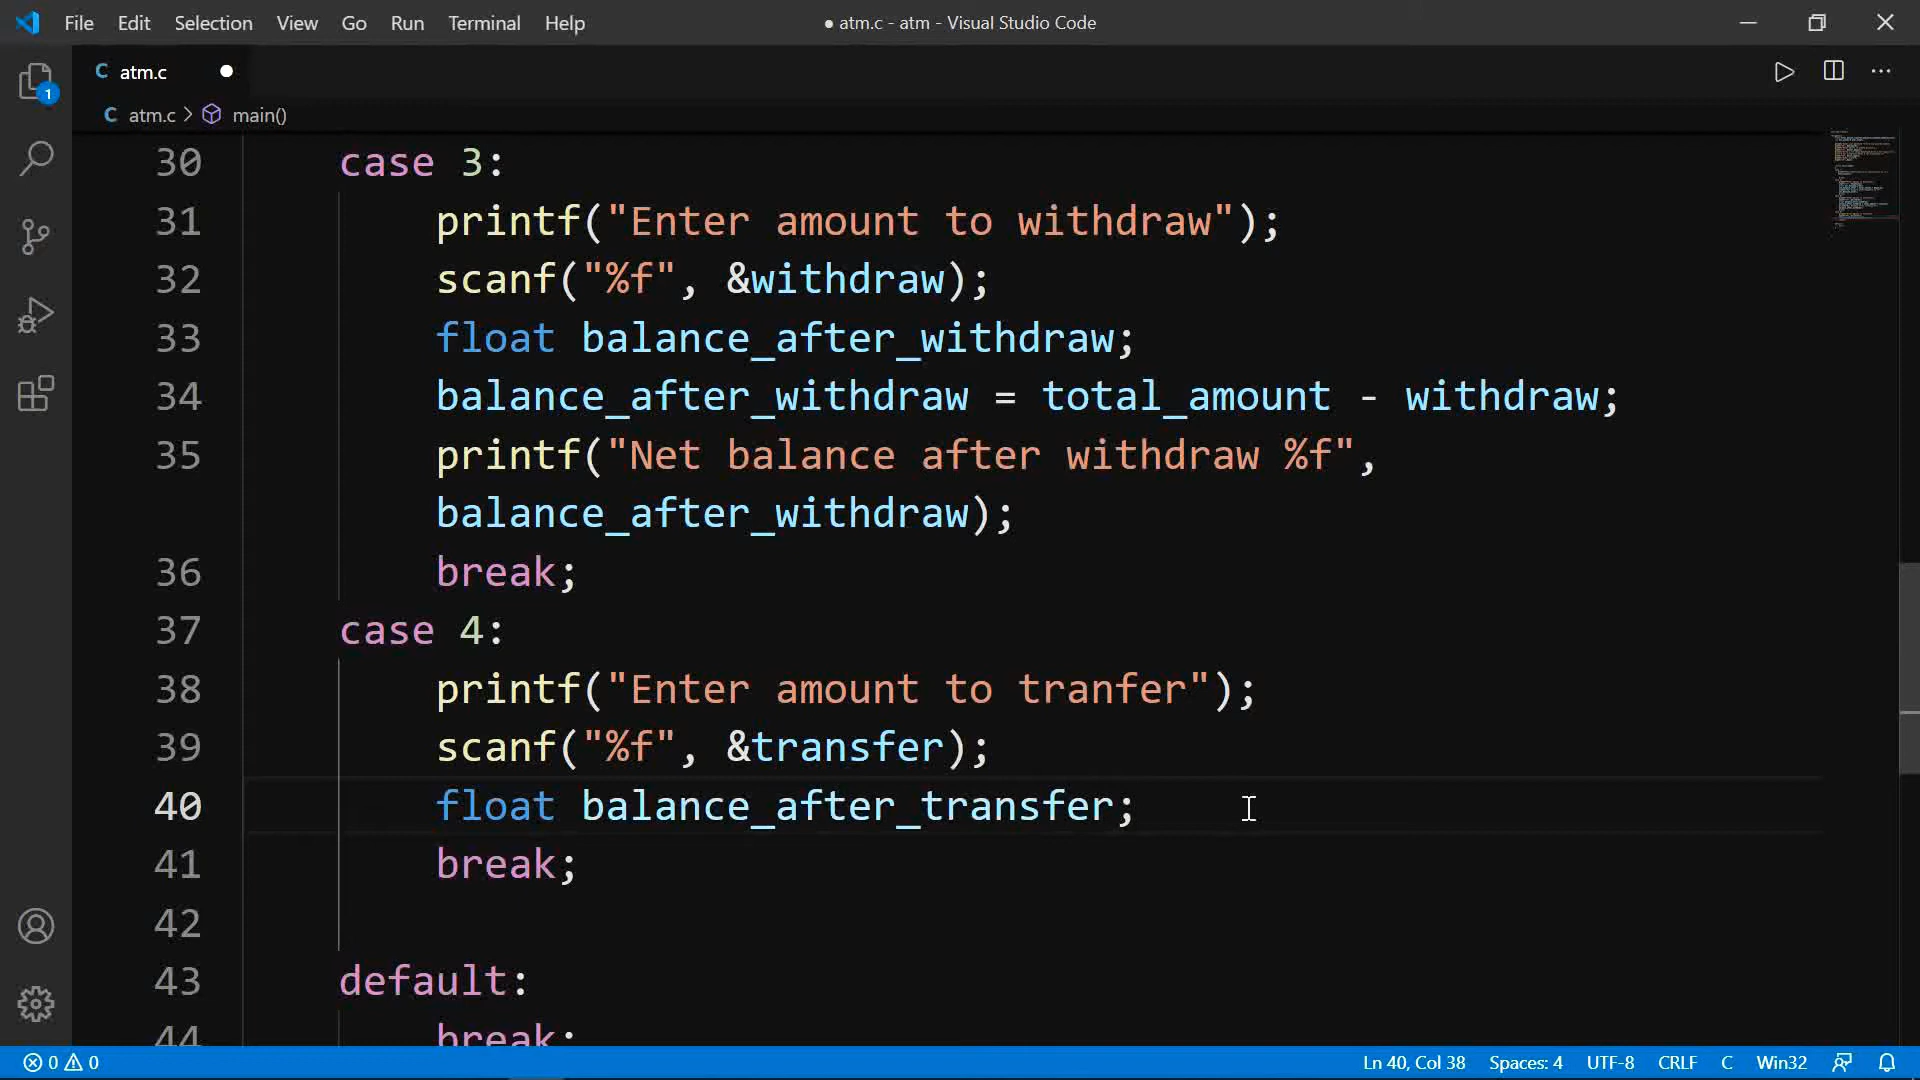 File Edit Selection View Go Run Terminal Help
● atm.c - atm - Visual Studio Code
C atm.c ●
C atm.c > main()
1
30 case 3:
31 printf("Enter amount to withdraw");
32 scanf("%f", &withdraw);
33 float balance_after_withdraw;
34 balance_after_withdraw = total_amount - withdraw;
35 printf("Net balance after withdraw %f",
balance_after_withdraw);
36 break;
37 case 4:
38 printf("Enter amount to tranfer");
39 scanf("%f", &transfer);
40 float balance_after_transfer;
41 break;
42
43 default:
44 break;
0 0 Ln 40, Col 38 Spaces: 4 UTF-8 CRLF C Win32